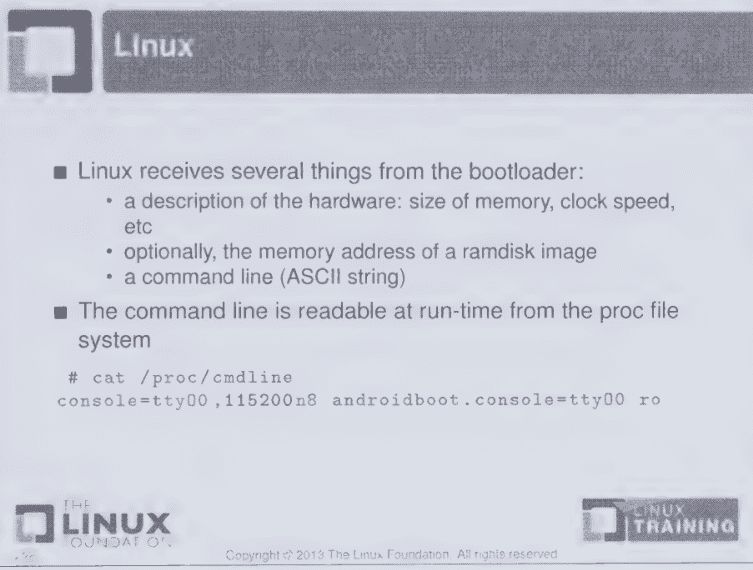 Linux
■ Linux receives several things from the bootloader:
• a description of the hardware: size of memory, clock speed,
etc
• optionally, the memory address of a ramdisk image
• a command line (ASCII string)
■ The command line is readable at run-time from the proc file
system
# cat /proc/cmdline
console=ttyO0,115200n8 androidboot.console=ttyO0 ro
THE
LINUX
FOUNDATION
LINUX
TRAINING
Copyright © 2013 The Linux Foundation. All rights reserved